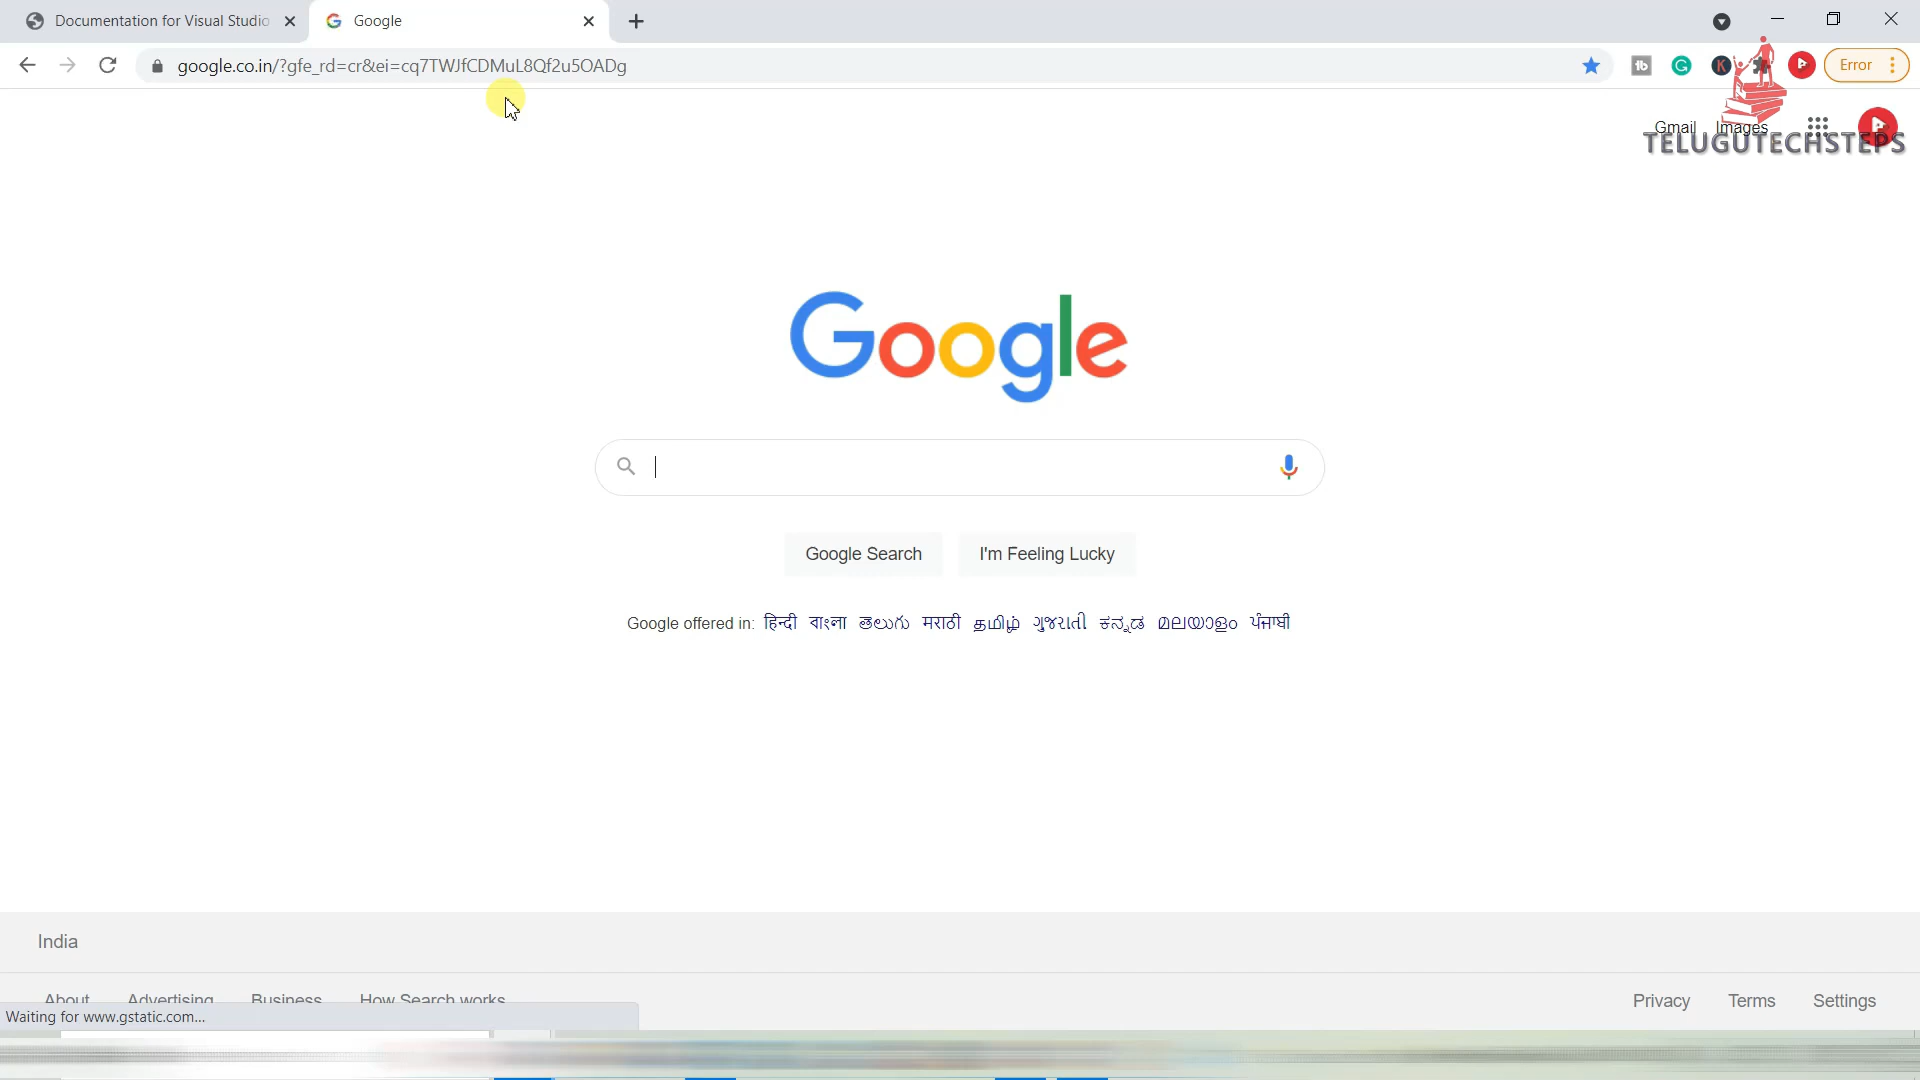 Documentation for Visual Studio
Google
google.co.in/?gfe_rd=cr&ei=cq7TWJfCDMuL8Qf2u5OADg
Error
Gmail Images
TELUGUTECHSTEPS
Google
Google Search I'm Feeling Lucky
Google offered in: हिन्दी বাংলা తెలుగు मराठी தமிழ் ગુજરાતી ಕನ್ನಡ മലയാളം ਪੰਜਾਬੀ
India
About Advertising Business How Search works Privacy Terms Settings
Waiting for www.gstatic.com...